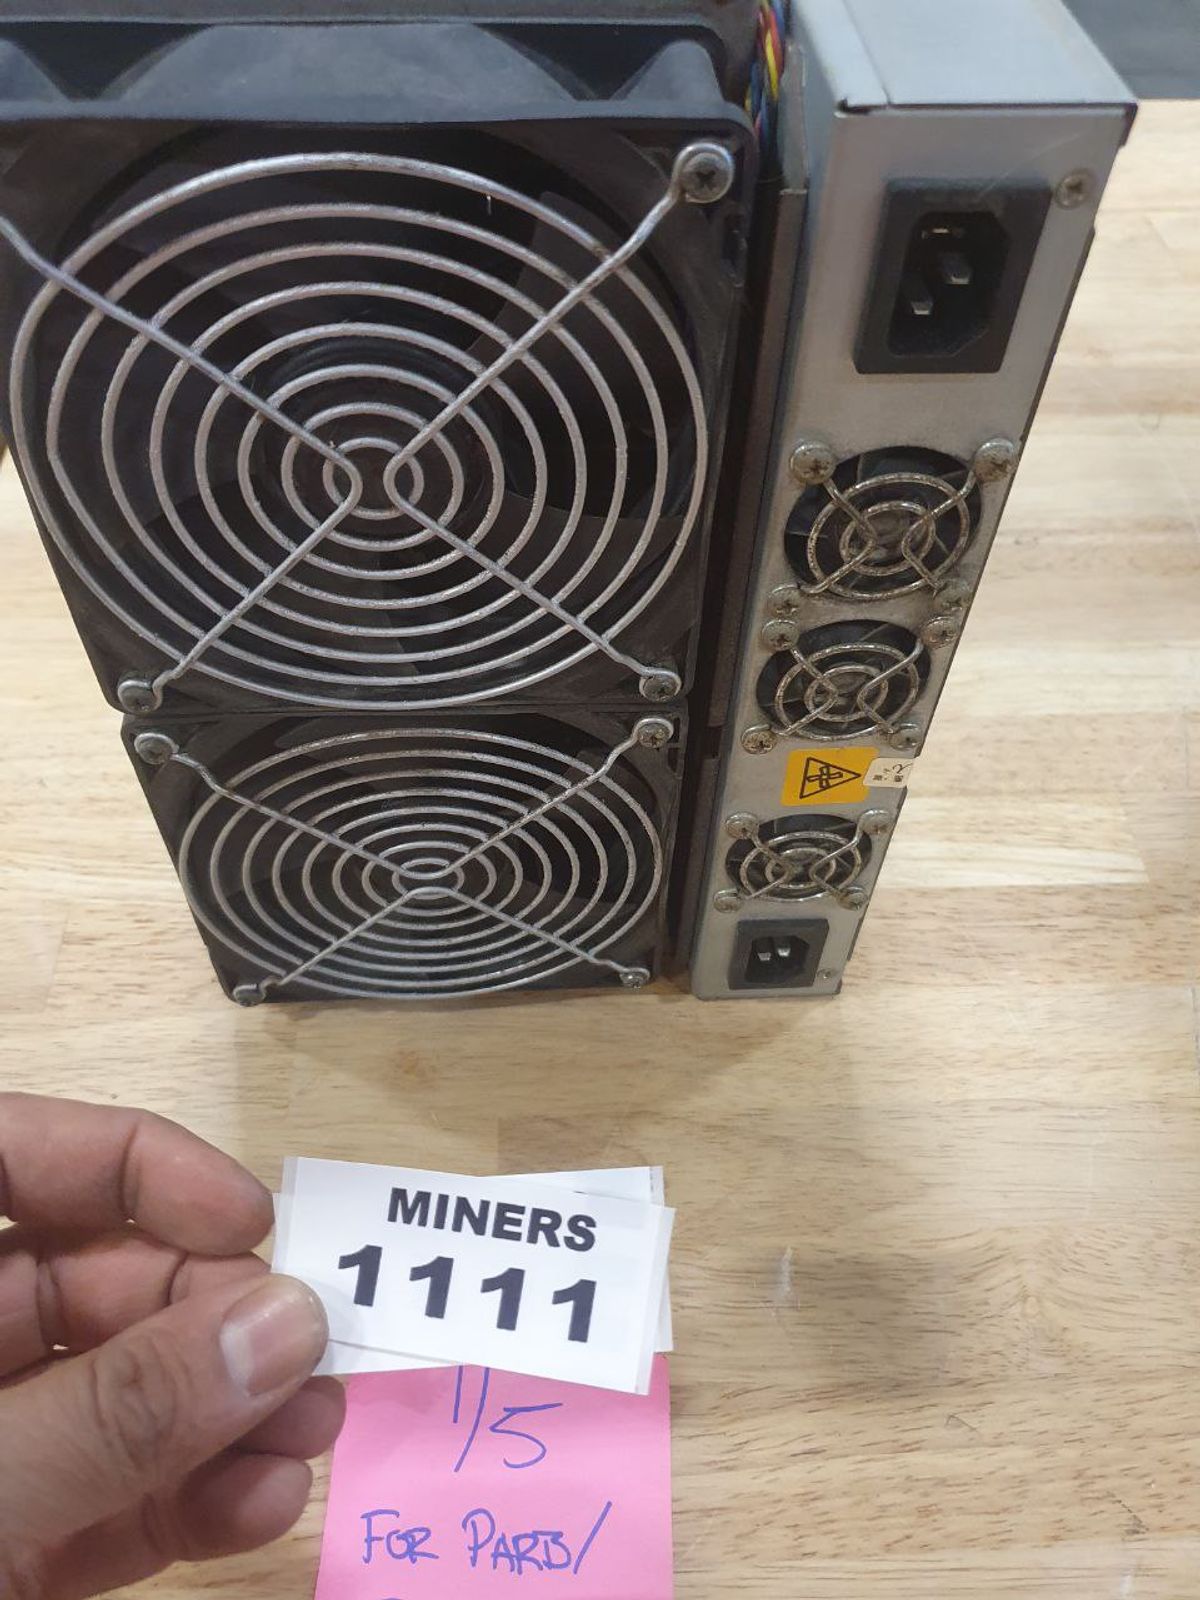 MINERS
1111
1/5
FOR PARTS/